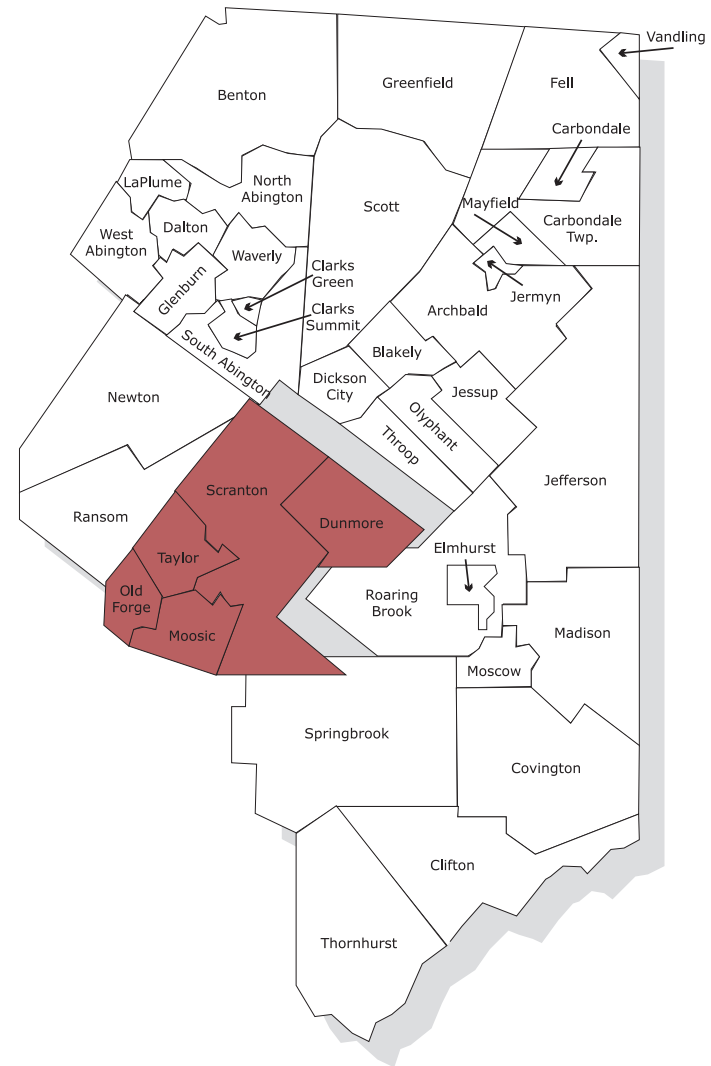 Vandling
Greenfield
Fell
Benton
Carbondale
LaPlume
North
Abington
Scott
Mayfield
Carbondale
Twp.
West
Abington
Dalton
Waverly
Clarks
Green
Glenburn
Jermyn
Archbald
Clarks
Summit
South Abington
Blakely
Dickson
City
Jessup
Newton
Olyphant
Throop
Jefferson
Scranton
Ransom
Dunmore
Elmhurst
Taylor
Old
Forge
Roaring
Brook
Moosic
Madison
Moscow
Springbrook
Covington
Clifton
Thornhurst